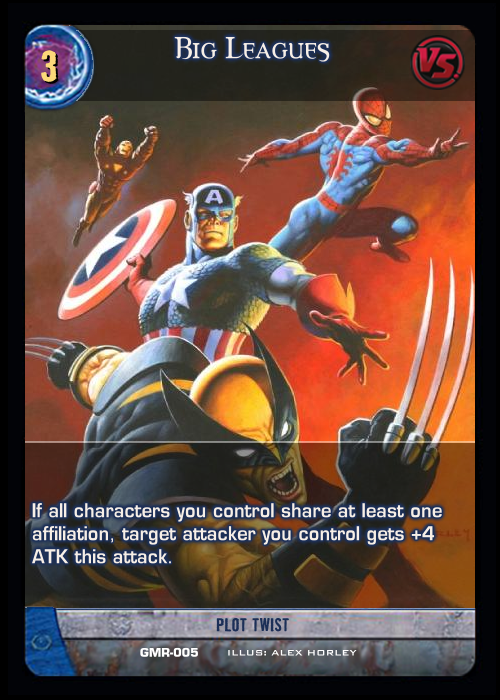 Big Leagues
3
VS
A
If all characters you control share at least one
affiliation, target attacker you control gets +4
ATK this attack.
PLOT TWIST
GMR-005 ILLUS: ALEX HORLEY